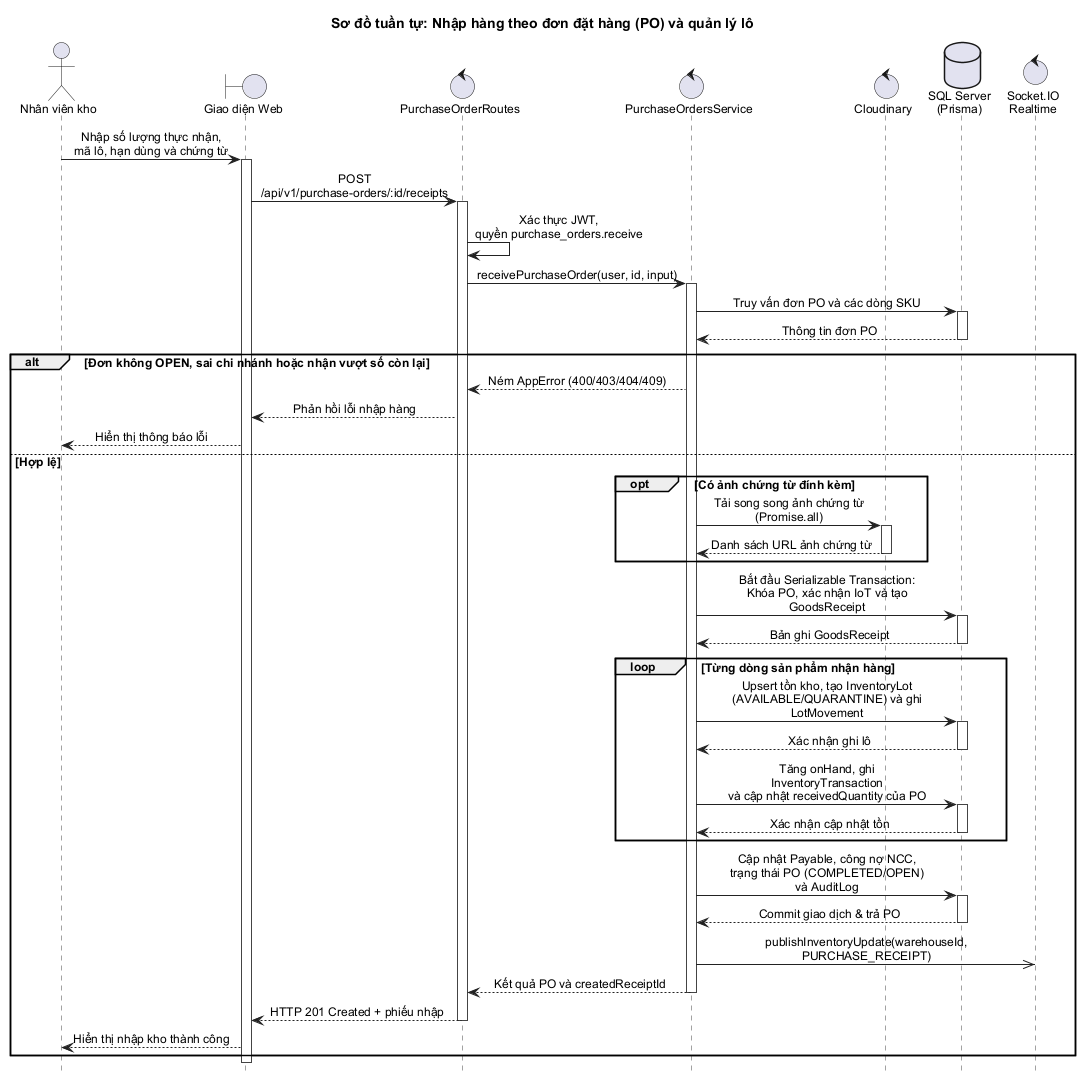 Sơ đồ tuần tự: Nhập hàng theo đơn đặt hàng (PO) và quản lý lô
Nhân viên kho
Giao diện Web
PurchaseOrderRoutes
PurchaseOrdersService
Cloudinary
SQL Server
(Prisma)
Socket.IO
Realtime
Nhập số lượng thực nhận,
mã lô, hạn dùng và chứng từ
POST
/api/v1/purchase-orders/:id/receipts
Xác thực JWT,
quyền purchase_orders.receive
receivePurchaseOrder(user, id, input)
Truy vấn đơn PO và các dòng SKU
Thông tin đơn PO
alt
[Đơn không OPEN, sai chi nhánh hoặc nhận vượt số còn lại]
Ném AppError (400/403/404/409)
Phản hồi lỗi nhập hàng
Hiển thị thông báo lỗi
[Hợp lệ]
opt
[Có ảnh chứng từ đính kèm]
Tải song song ảnh chứng từ
(Promise.all)
Danh sách URL ảnh chứng từ
Bắt đầu Serializable Transaction:
Khóa PO, xác nhận IoT và tạo
GoodsReceipt
Bản ghi GoodsReceipt
loop
[Từng dòng sản phẩm nhận hàng]
Upsert tồn kho, tạo InventoryLot
(AVAILABLE/QUARANTINE) và ghi
LotMovement
Xác nhận ghi lô
Tăng onHand, ghi
InventoryTransaction
và cập nhật receivedQuantity của PO
Xác nhận cập nhật tồn
Cập nhật Payable, công nợ NCC,
trạng thái PO (COMPLETED/OPEN)
và AuditLog
Commit giao dịch & trả PO
publishInventoryUpdate(warehouseId,
PURCHASE_RECEIPT)
Kết quả PO và createdReceiptId
HTTP 201 Created + phiếu nhập
Hiển thị nhập kho thành công